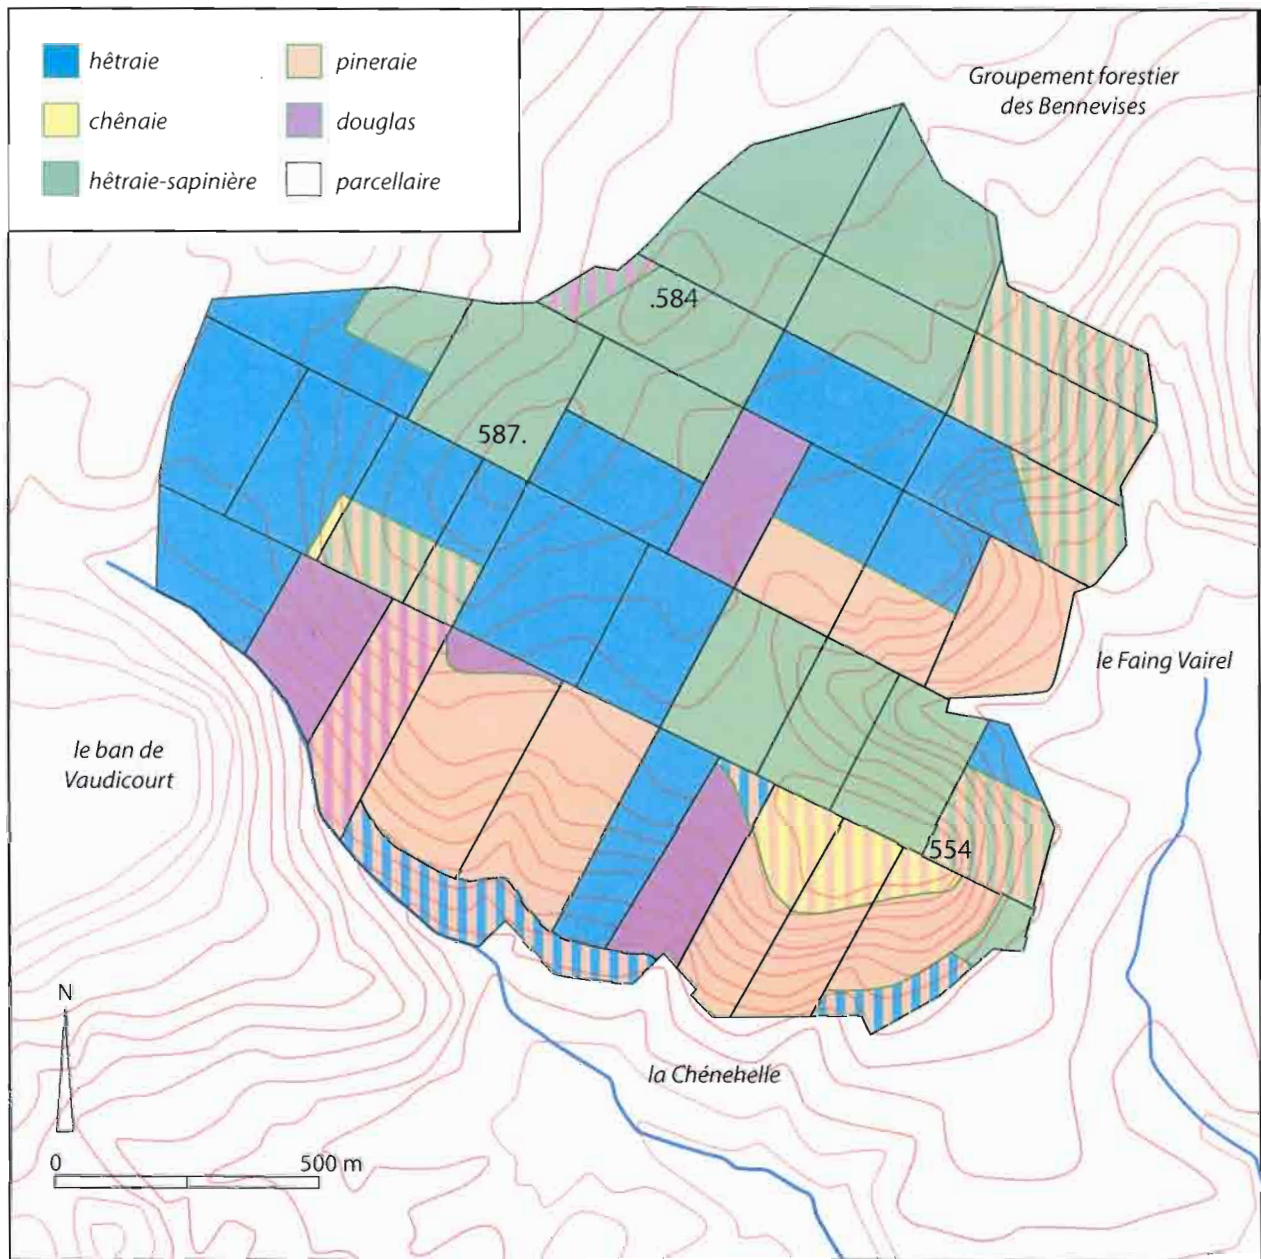 hêtraie
pineraie
chênaie
douglas
hêtraie-sapinière
parcellaire
Groupement forestier
des Bennevises
.584
587.
le Faing Vairel
le ban de
Vaudicourt
554
N
la Chénehelle
0 500 m